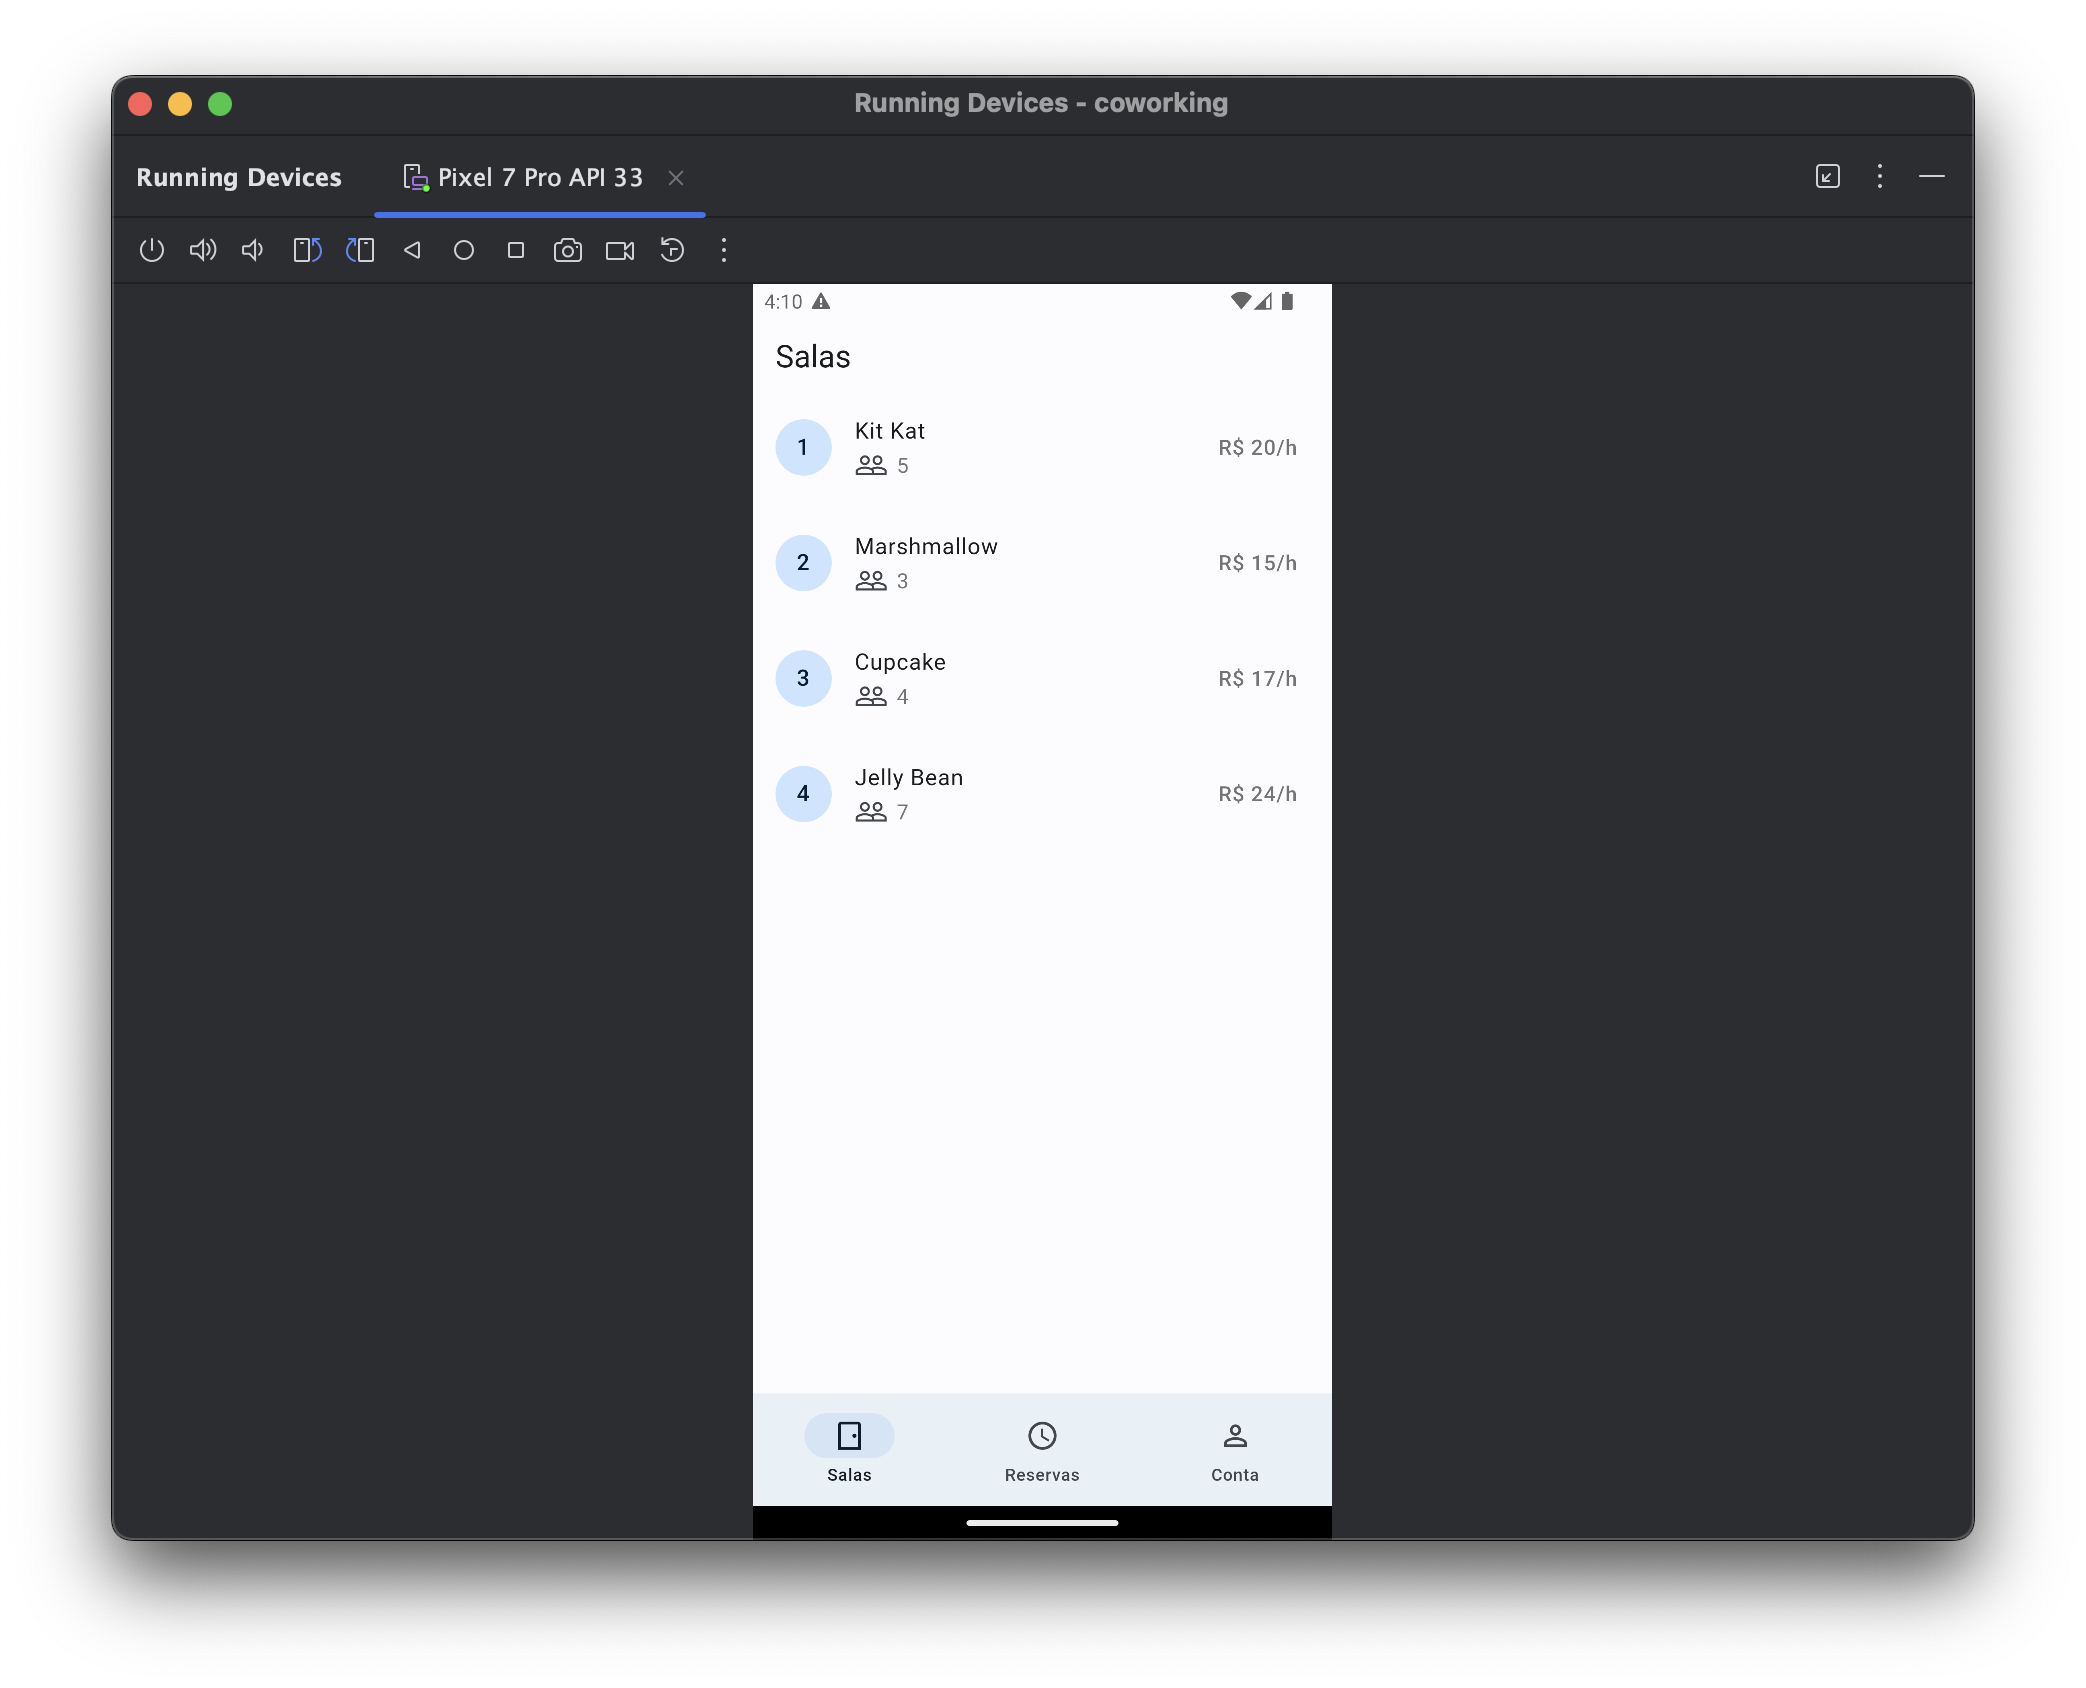 Running Devices - coworking
Running Devices
Pixel 7 Pro API 33
4:10
Salas
1
Kit Kat
5
R$ 20/h
2
Marshmallow
3
R$ 15/h
3
Cupcake
4
R$ 17/h
4
Jelly Bean
7
R$ 24/h
Salas
Reservas
Conta